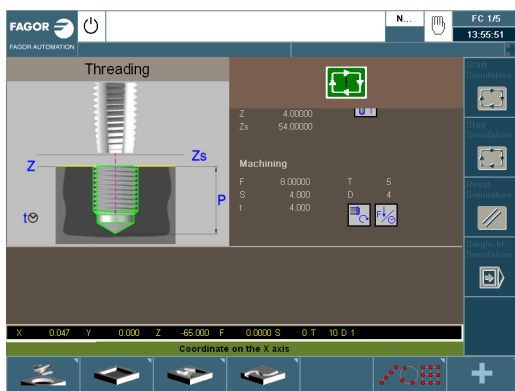 FAGOR
FAGOR AUTOMATION
N...
FC 1/5
13:55:51
Threading
Z
Zs
P
t
Z 4.00000
Zs 54.00000
Machining
F 8.00000 T 5
S 4.000 D 4
t 4.000
F
Start
Simulation
Stop
Simulation
Reset
Simulation
Single-bl...
Simulation
X 0.047 Y 0.000 Z -65.000 F 0.0000 S 0 T 10 D 1
Coordinate on the X axis